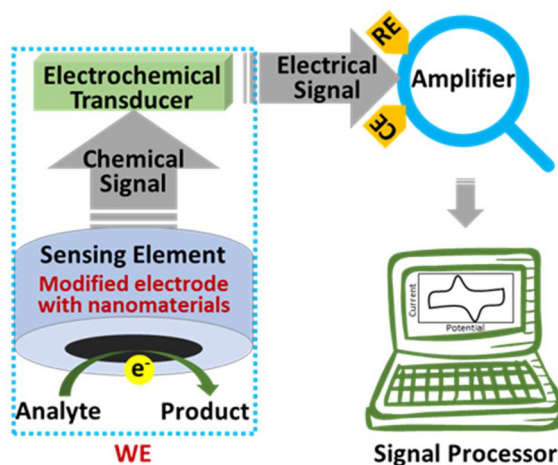 Electrochemical
Transducer
Electrical
Signal
RE
CE
Amplifier
Chemical
Signal
Sensing Element
Modified electrode
with nanomaterials
e-
Analyte
Product
WE
Current
Potential
Signal Processor